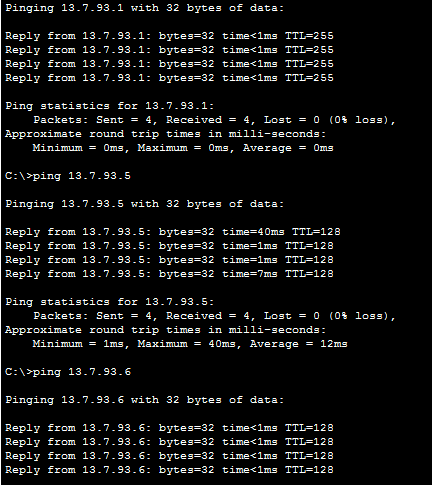 Pinging 13.7.93.1 with 32 bytes of data:
Reply from 13.7.93.1: bytes=32 time<1ms TTL=255
Reply from 13.7.93.1: bytes=32 time<1ms TTL=255
Reply from 13.7.93.1: bytes=32 time<1ms TTL=255
Reply from 13.7.93.1: bytes=32 time<1ms TTL=255
Ping statistics for 13.7.93.1:
Packets: Sent = 4, Received = 4, Lost = 0 (0% loss),
Approximate round trip times in milli-seconds:
Minimum = 0ms, Maximum = 0ms, Average = 0ms
C:\>ping 13.7.93.5
Pinging 13.7.93.5 with 32 bytes of data:
Reply from 13.7.93.5: bytes=32 time=40ms TTL=128
Reply from 13.7.93.5: bytes=32 time=1ms TTL=128
Reply from 13.7.93.5: bytes=32 time=1ms TTL=128
Reply from 13.7.93.5: bytes=32 time=7ms TTL=128
Ping statistics for 13.7.93.5:
Packets: Sent = 4, Received = 4, Lost = 0 (0% loss),
Approximate round trip times in milli-seconds:
Minimum = 1ms, Maximum = 40ms, Average = 12ms
C:\>ping 13.7.93.6
Pinging 13.7.93.6 with 32 bytes of data:
Reply from 13.7.93.6: bytes=32 time<1ms TTL=128
Reply from 13.7.93.6: bytes=32 time<1ms TTL=128
Reply from 13.7.93.6: bytes=32 time<1ms TTL=128
Reply from 13.7.93.6: bytes=32 time<1ms TTL=128